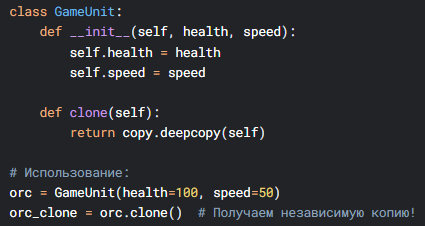 class GameUnit:
    def __init__(self, health, speed):
        self.health = health
        self.speed = speed

    def clone(self):
        return copy.deepcopy(self)

# Использование:
orc = GameUnit(health=100, speed=50)
orc_clone = orc.clone()  # Получаем независимую копию!